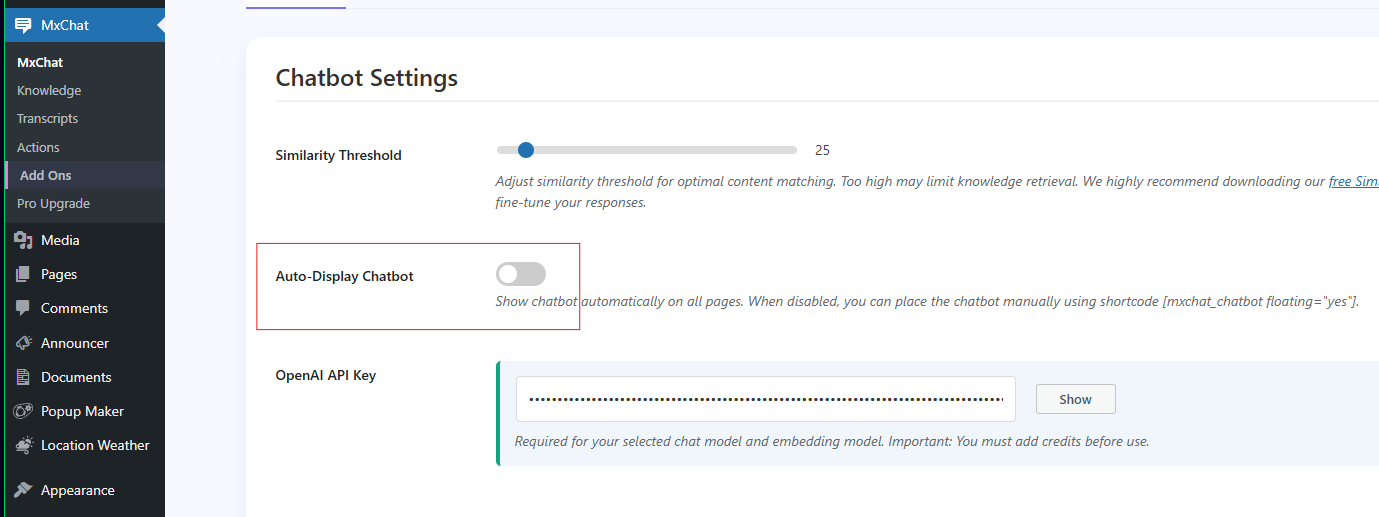 MxChat
MxChat
Knowledge
Transcripts
Actions
Add Ons
Pro Upgrade
Media
Pages
Comments
Announcer
Documents
Popup Maker
Location Weather
Appearance
Chatbot Settings
Similarity Threshold
25
Adjust similarity threshold for optimal content matching. Too high may limit knowledge retrieval. We highly recommend downloading our free Sim
fine-tune your responses.
Auto-Display Chatbot
Show chatbot automatically on all pages. When disabled, you can place the chatbot manually using shortcode [mxchat_chatbot floating="yes"].
OpenAI API Key
Show
Required for your selected chat model and embedding model. Important: You must add credits before use.